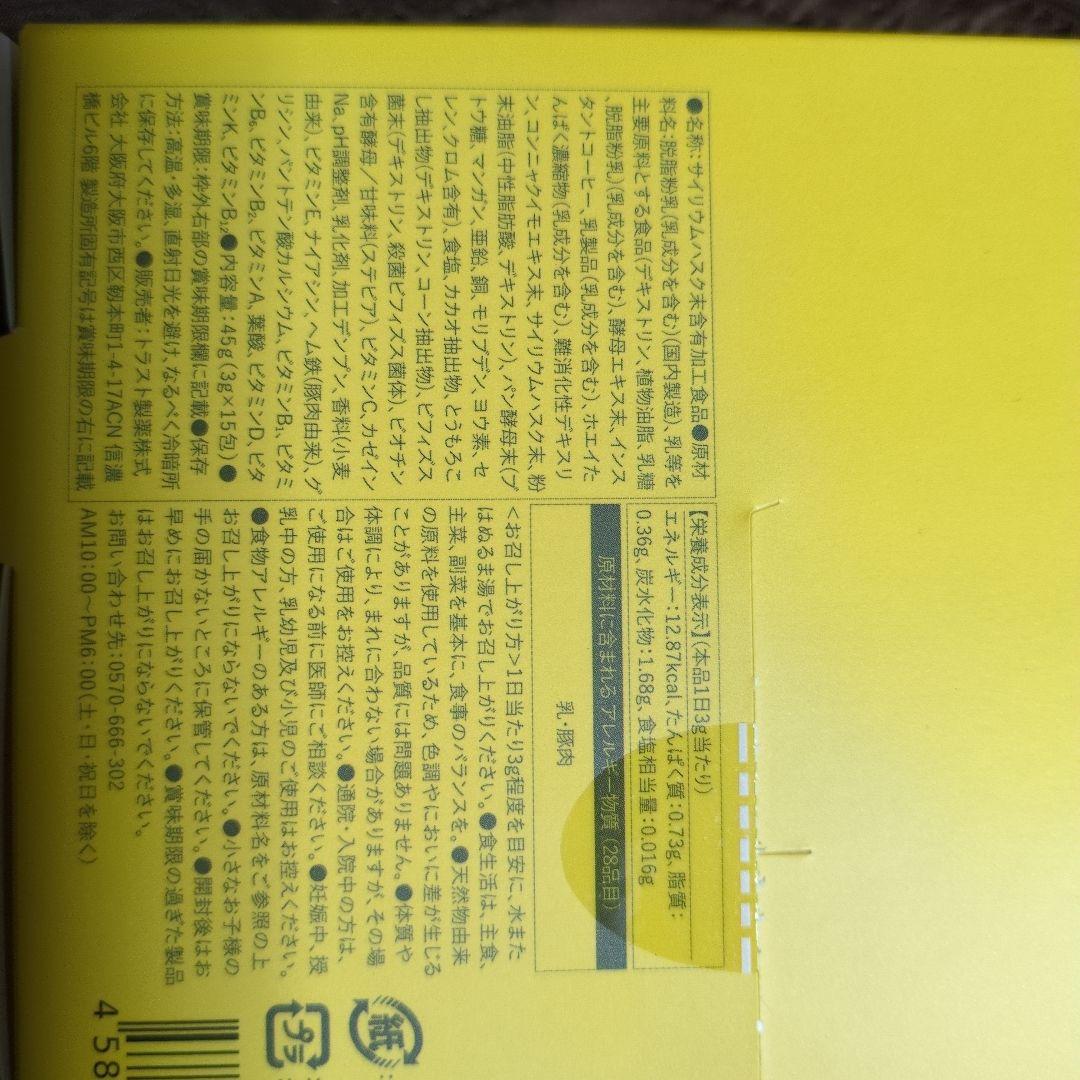 ●名称:サイリウムハスク末含有加工食品●原材
料名:脱脂粉乳(乳成分を含む)(国内製造)、乳等を
主要原料とする食品(デキストリン、植物油脂、乳糖
、脱脂粉乳)(乳成分を含む)、酵母エキス末、インス
タントコーヒー、乳製品(乳成分を含む)、ホエイた
んぱく濃縮物(乳成分を含む)、難消化性デキスリ
ン、コンニャクイモエキス末、サイリウムハスク末、粉
末油脂(中性脂肪酸、デキストリン)、パン酵母末(ブ
トウ糖、マンガン、亜鉛、銅、モリブデン、ヨウ素、セ
レン、クロム含有)、食塩、カカオ抽出物、とうもろこ
し抽出物(デキストリン、コーン抽出物)、ビフィズス
菌末(デキストリン、殺菌ビフィズス菌体)、ビオチン
含有酵母/甘味料(ステビア)、ビタミンC、カゼイン
Na、pH調整剤、乳化剤、加工デンプン、香料(小麦
由来)、ビタミンE、ナイアシン、ヘム鉄(豚肉由来)、グ
リシン、パントテン酸カルシウム、ビタミンB₁、ビタミ
ンB₆、ビタミンB₂、ビタミンA、葉酸、ビタミンD、ビタ
ミンK、ビタミンB₁₂●内容量:45g(3g×15包)●
賞味期限:枠外右部の賞味期限欄に記載●保存
方法:高温・多湿、直射日光を避け、なるべく冷暗所
に保存してください。●販売者:トラスト製薬株式
会社 大阪府大阪市西区靭本町1-4-17ACN 信濃
橋ビル6階 製造所固有記号は賞味期限の右に記載
【栄養成分表示】(本品1日3g当たり)
エネルギー:12.87kcal、たんぱく質:0.73g、脂質:
0.36g、炭水化物:1.68g、食塩相当量:0.016g
原材料に含まれるアレルギー物質(28品目)
乳・豚肉
<お召し上がり方>1日当たり3g程度を目安に、水また
はぬるま湯でお召し上がりください。●食生活は、主食、
主菜、副菜を基本に、食事のバランスを。●天然物由来
の原料を使用しているため、色調やにおいに差が生じる
ことがありますが、品質には問題ありません。●体質や
体調により、まれに合わない場合がありますが、その場
合はご使用をお控えください。●通院・入院中の方は、
ご使用になる前に医師にご相談ください。●妊娠中、授
乳中の方、乳幼児及び小児のご使用はお控えください。
●食物アレルギーのある方は、原材料名をご参照の上
お召し上がりにならないでください。●小さなお子様の
手の届かないところに保管してください。●開封後はお
早めにお召し上がりください。●賞味期限の過ぎた製品
はお召し上がりにならないでください。
お問い合わせ先:0570-666-302
AM10:00〜PM6:00(土・日・祝日を除く)
紙
プラ
4 58